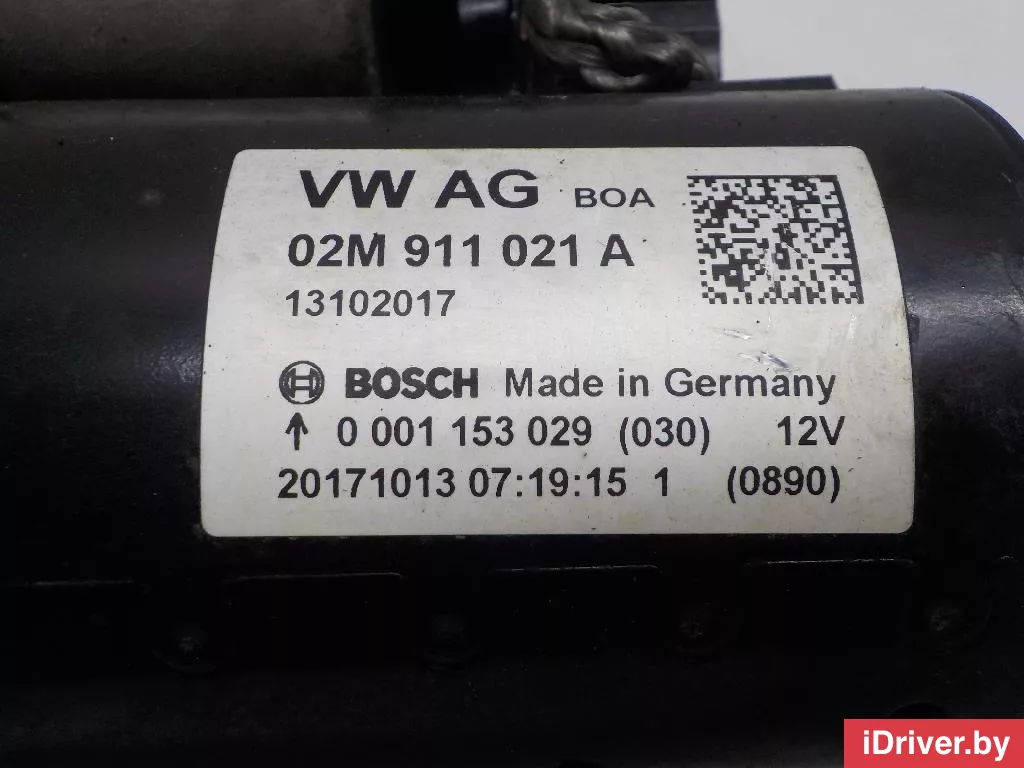 VW AG BOA
02M 911 021 A
13102017
BOSCH Made in Germany
↑ 0 001 153 029 (030) 12V
20171013 07:19:15 1 (0890)
iDriver.by